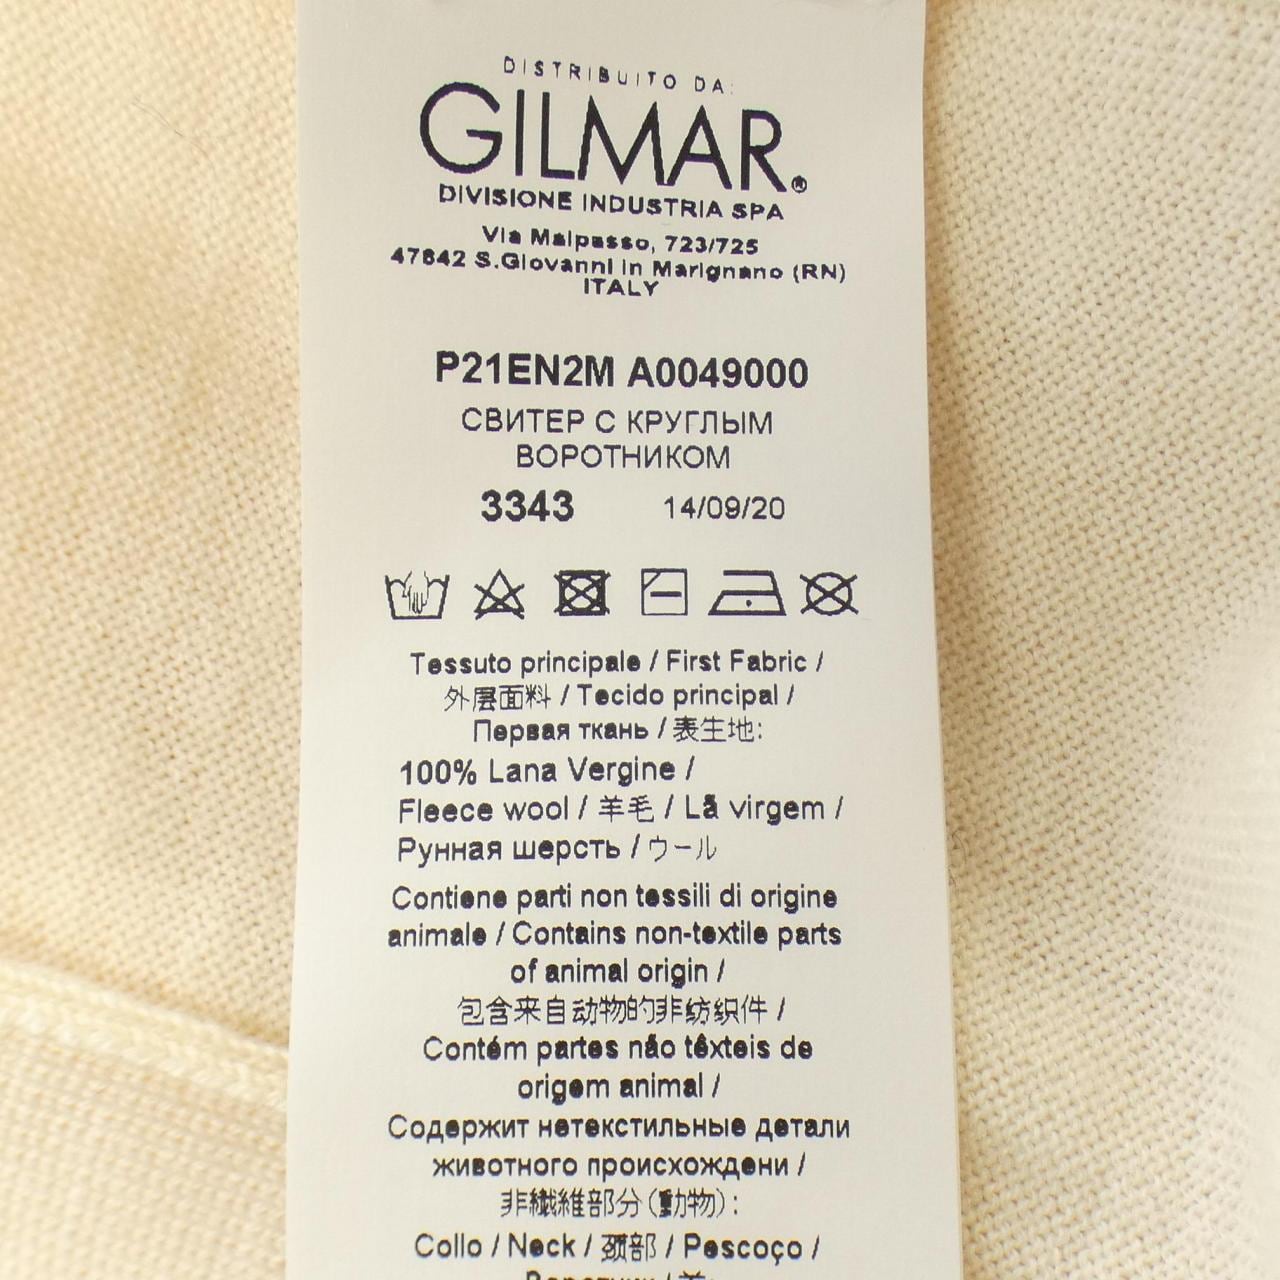 DISTRIBUITO DA:
GILMAR®
DIVISIONE INDUSTRIA SPA
Via Malpasso, 723/725
47842 S.Giovanni in Marignano (RN)
ITALY
P21EN2M A0049000
СВИТЕР С КРУГЛЫМ
ВОРОТНИКОМ
3343 14/09/20
Tessuto principale / First Fabric /
外层面料 / Tecido principal /
Первая ткань / 表生地:
100% Lana Vergine /
Fleece wool / 羊毛 / Lã virgem /
Рунная шерсть / ウール
Contiene parti non tessili di origine
animale / Contains non-textile parts
of animal origin /
包含来自动物的非纺织件 /
Contém partes não têxteis de
origem animal /
Содержит нетекстильные детали
животного происхождени /
非繊維部分(動物):
Collo / Neck / 颈部 / Pescoço /